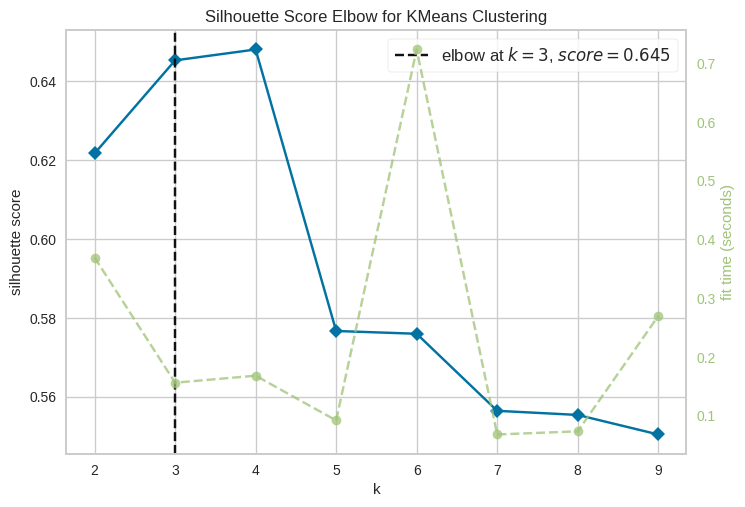 Silhouette Score Elbow for KMeans Clustering
elbow at k = 3, score = 0.645
silhouette score
0.64
0.62
0.60
0.58
0.56
0.7
0.6
0.5
0.4
0.3
0.2
0.1
fit time (seconds)
2 3 4 5 6 7 8 9
k